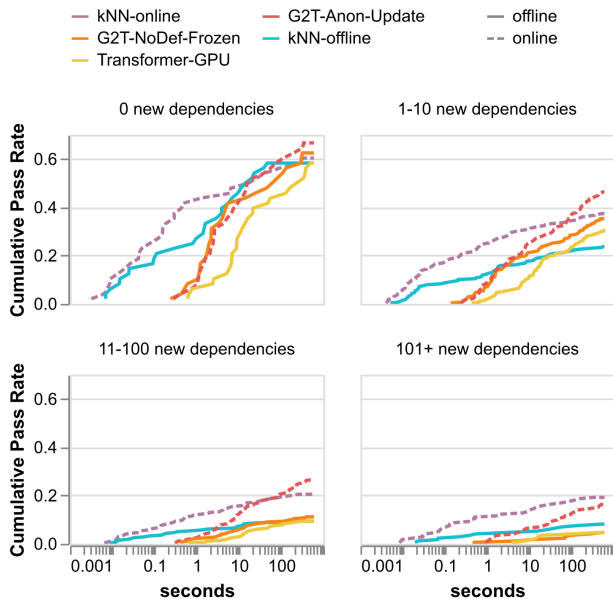 kNN-online G2T-Anon-Update offline
G2T-NoDef-Frozen kNN-offline online
Transformer-GPU
0 new dependencies 1-10 new dependencies
Cumulative Pass Rate
0.6
0.4
0.2
0.0
11-100 new dependencies 101+ new dependencies
Cumulative Pass Rate
0.6
0.4
0.2
0.0
0.001 0.1 1 10 100 0.001 0.1 1 10 100
seconds seconds